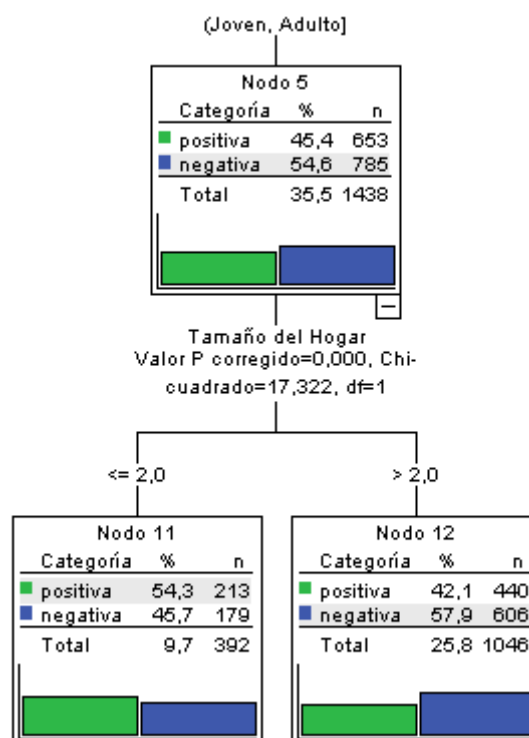 (Joven, Adulto]
Nodo 5
Categoría % n
positiva 45,4 653
negativa 54,6 785
Total 35,5 1438
Tamaño del Hogar
Valor P corregido=0,000, Chi-
cuadrado=17,322, df=1
<= 2,0
> 2,0
Nodo 11
Categoría % n
positiva 54,3 213
negativa 45,7 179
Total 9,7 392
Nodo 12
Categoría % n
positiva 42,1 440
negativa 57,9 606
Total 25,8 1046